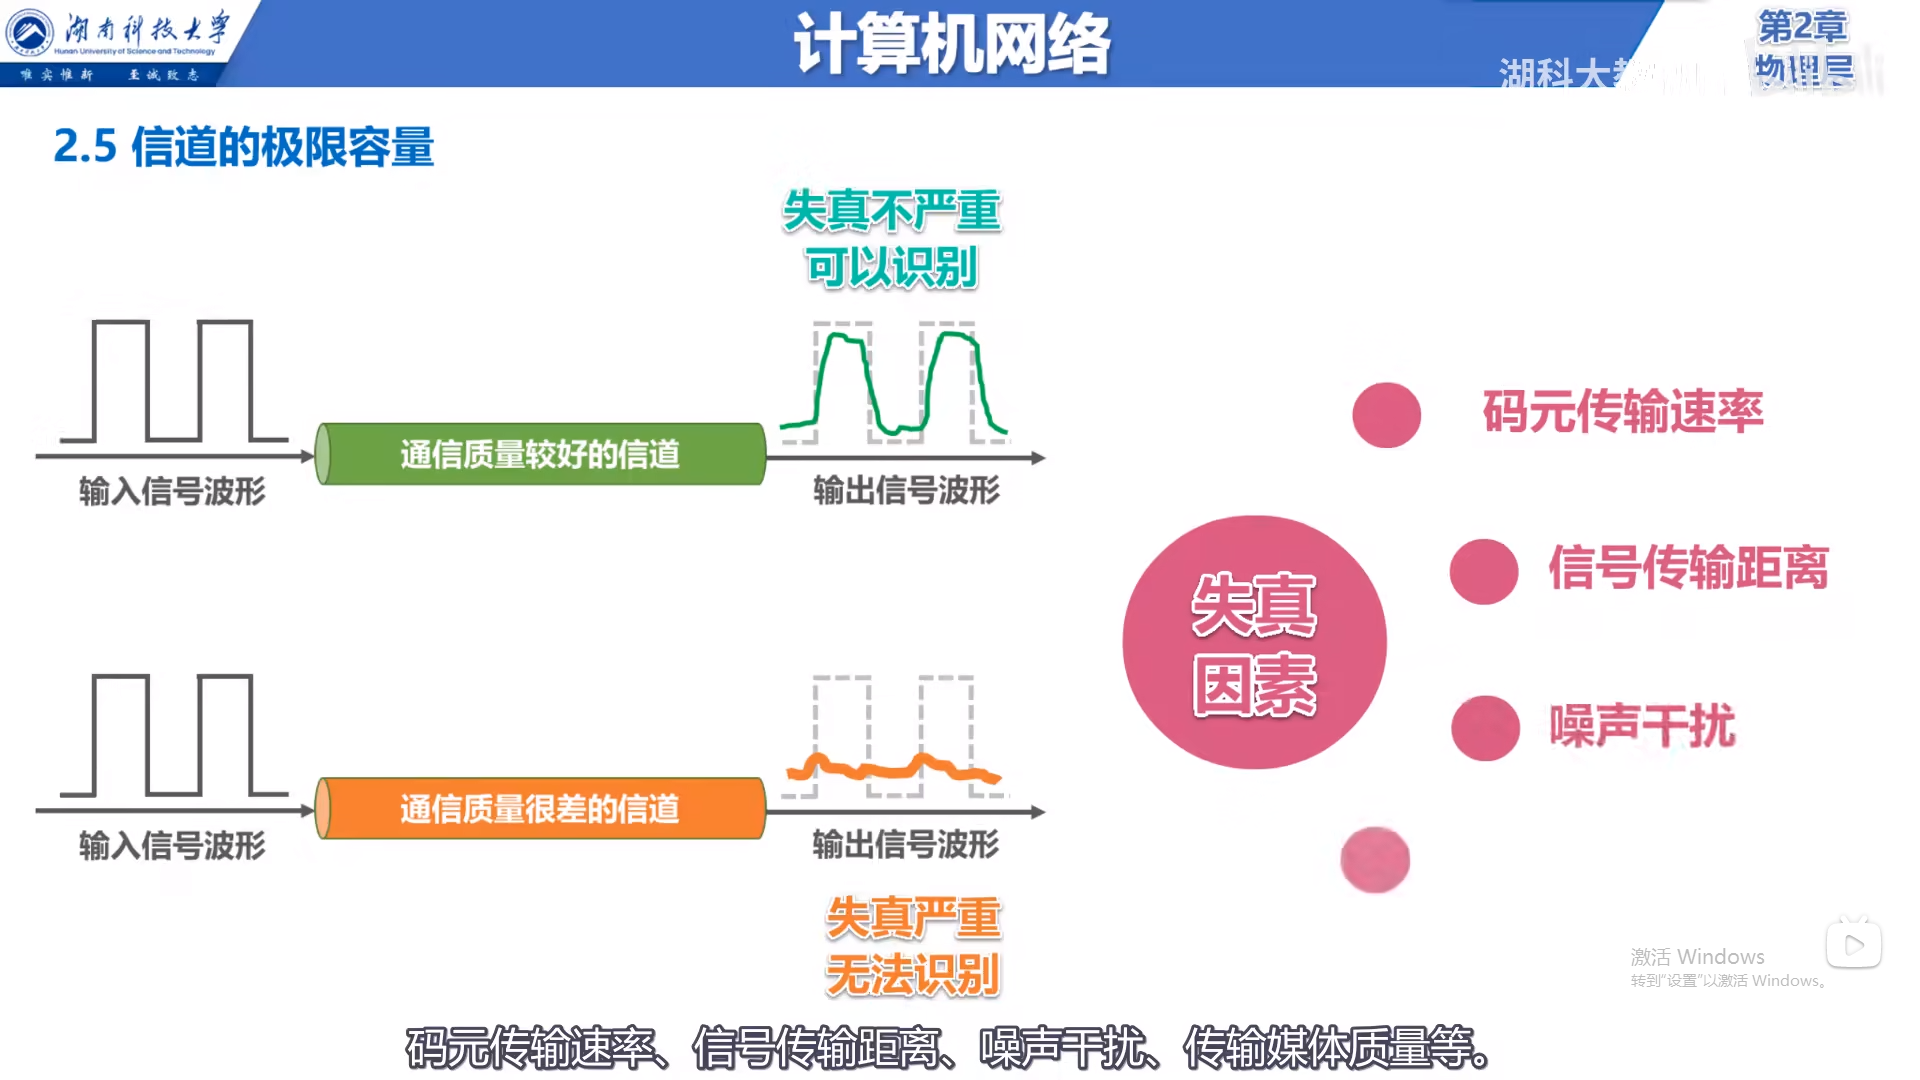 湖南科技大学
Hunan University of Science and Technology
唯实惟新 至诚致志
计算机网络
第2章
物理层
湖科大教
2.5 信道的极限容量
失真不严重
可以识别
通信质量较好的信道
输入信号波形
输出信号波形
码元传输速率
信号传输距离
失真
因素
噪声干扰
通信质量很差的信道
输入信号波形
输出信号波形
失真严重
无法识别
激活 Windows
转到"设置"以激活 Windows。
码元传输速率、信号传输距离、噪声干扰、传输媒体质量等。